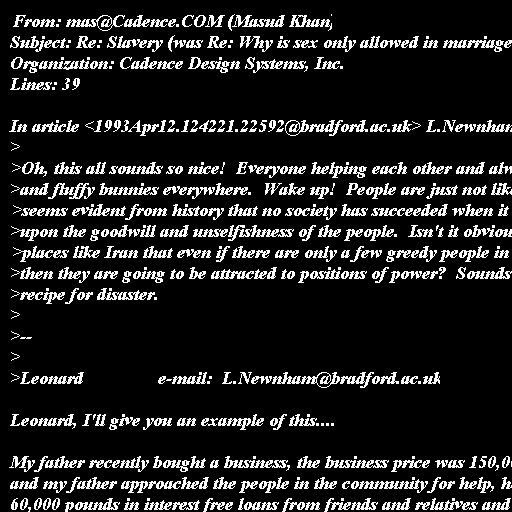 From: mas@Cadence.COM (Masud Khan)
Subject: Re: Slavery (was Re: Why is sex only allowed in marriage
Organization: Cadence Design Systems, Inc.
Lines: 39

In article <1993Apr12.124221.22592@bradford.ac.uk> L.Newnham
>
>Oh, this all sounds so nice!  Everyone helping each other and alw
>and fluffy bunnies everywhere.  Wake up!  People are just not lik
>seems evident from history that no society has succeeded when it
>upon the goodwill and unselfishness of the people.  Isn't it obviou
>places like Iran that even if there are only a few greedy people in
>then they are going to be attracted to positions of power?  Sounds
>recipe for disaster.
>
>--
>
>Leonard                e-mail:  L.Newnham@bradford.ac.uk

Leonard, I'll give you an example of this....

My father recently bought a business, the business price was 150,0
and my father approached the people in the community for help, h
60,000 pounds in interest free loans from friends and relatives and